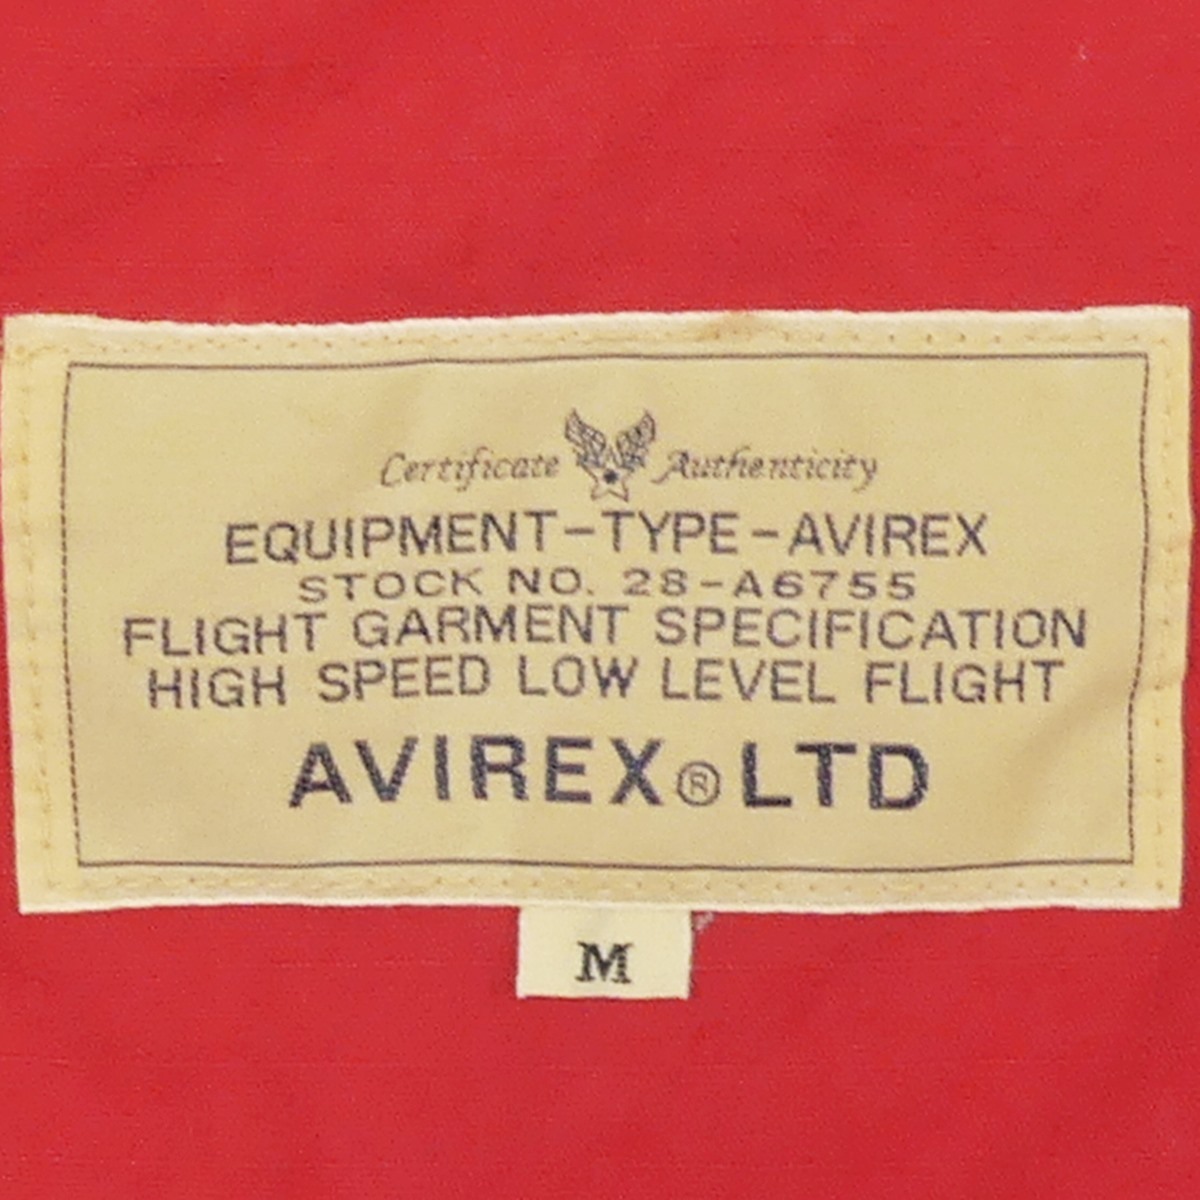 Certificate Authenticity
EQUIPMENT-TYPE-AVIREX
STOCK NO. 28-A6755
FLIGHT GARMENT SPECIFICATION
HIGH SPEED LOW LEVEL FLIGHT
AVIREX®LTD
M